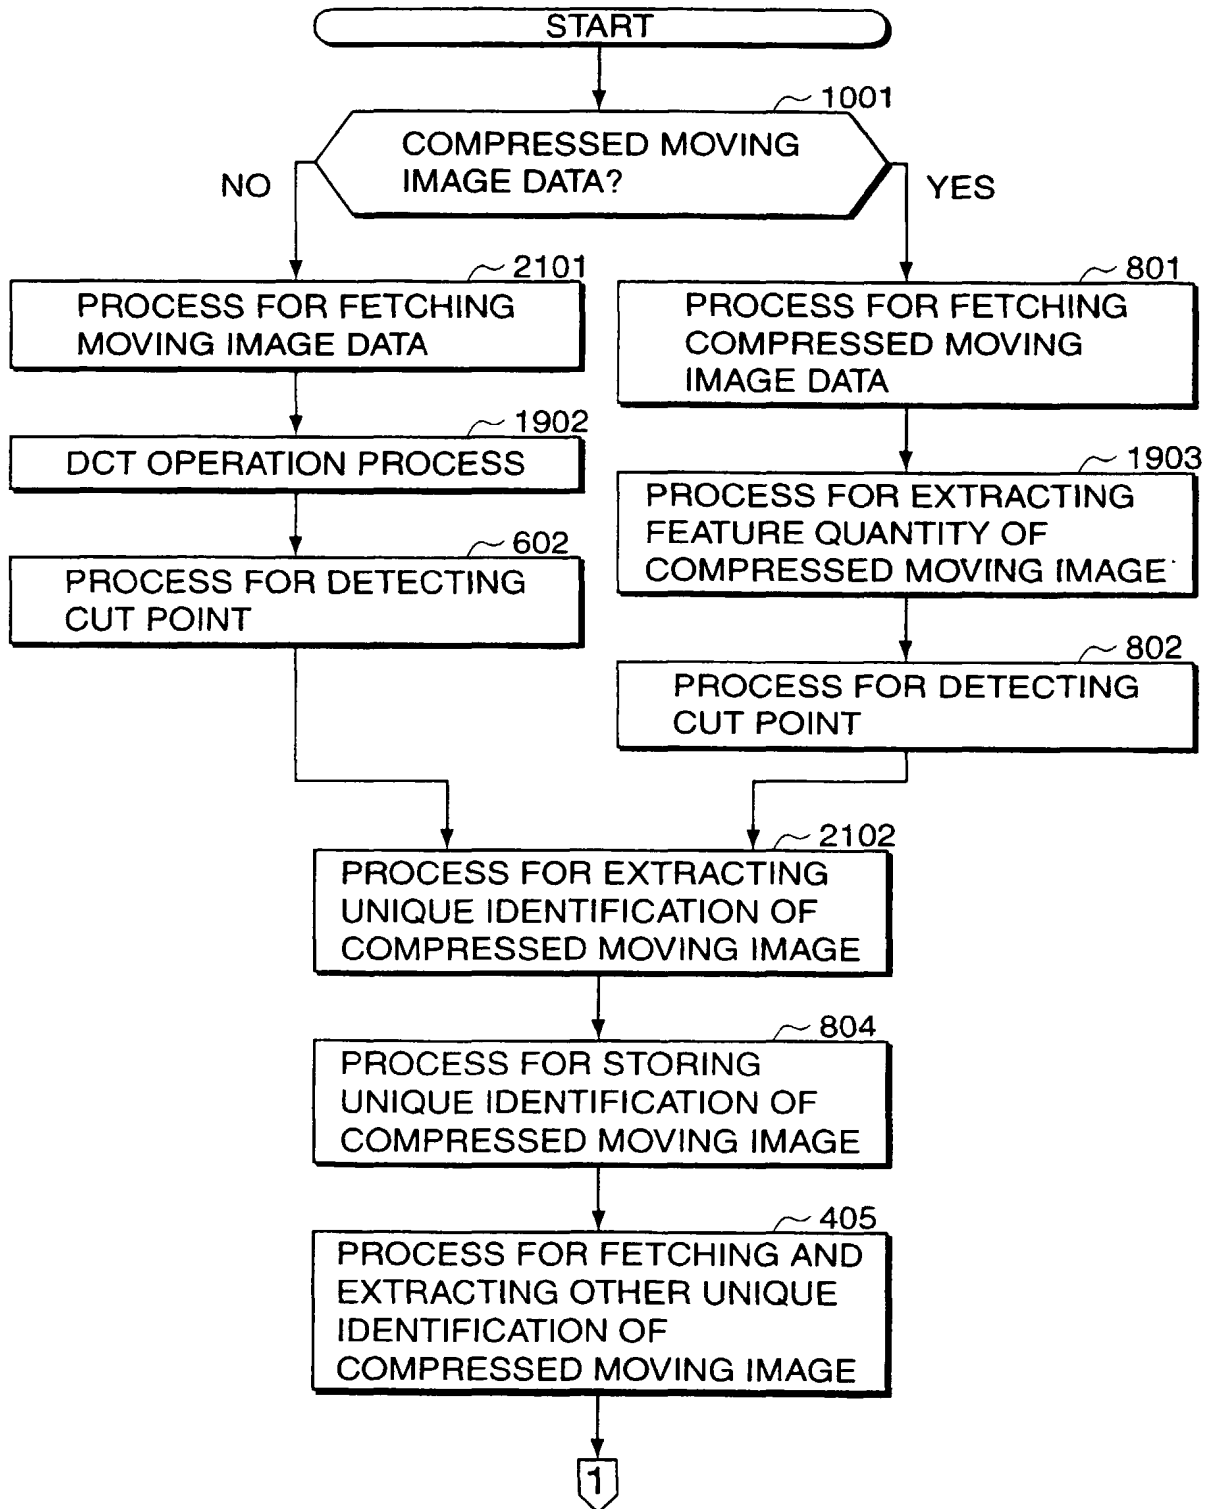 START
1001
COMPRESSED MOVING
IMAGE DATA?
NO
YES
2101
PROCESS FOR FETCHING
MOVING IMAGE DATA
801
PROCESS FOR FETCHING
COMPRESSED MOVING
IMAGE DATA
1902
DCT OPERATION PROCESS
1903
PROCESS FOR EXTRACTING
FEATURE QUANTITY OF
COMPRESSED MOVING IMAGE
602
PROCESS FOR DETECTING
CUT POINT
802
PROCESS FOR DETECTING
CUT POINT
2102
PROCESS FOR EXTRACTING
UNIQUE IDENTIFICATION OF
COMPRESSED MOVING IMAGE
804
PROCESS FOR STORING
UNIQUE IDENTIFICATION OF
COMPRESSED MOVING IMAGE
405
PROCESS FOR FETCHING AND
EXTRACTING OTHER UNIQUE
IDENTIFICATION OF
COMPRESSED MOVING IMAGE
1